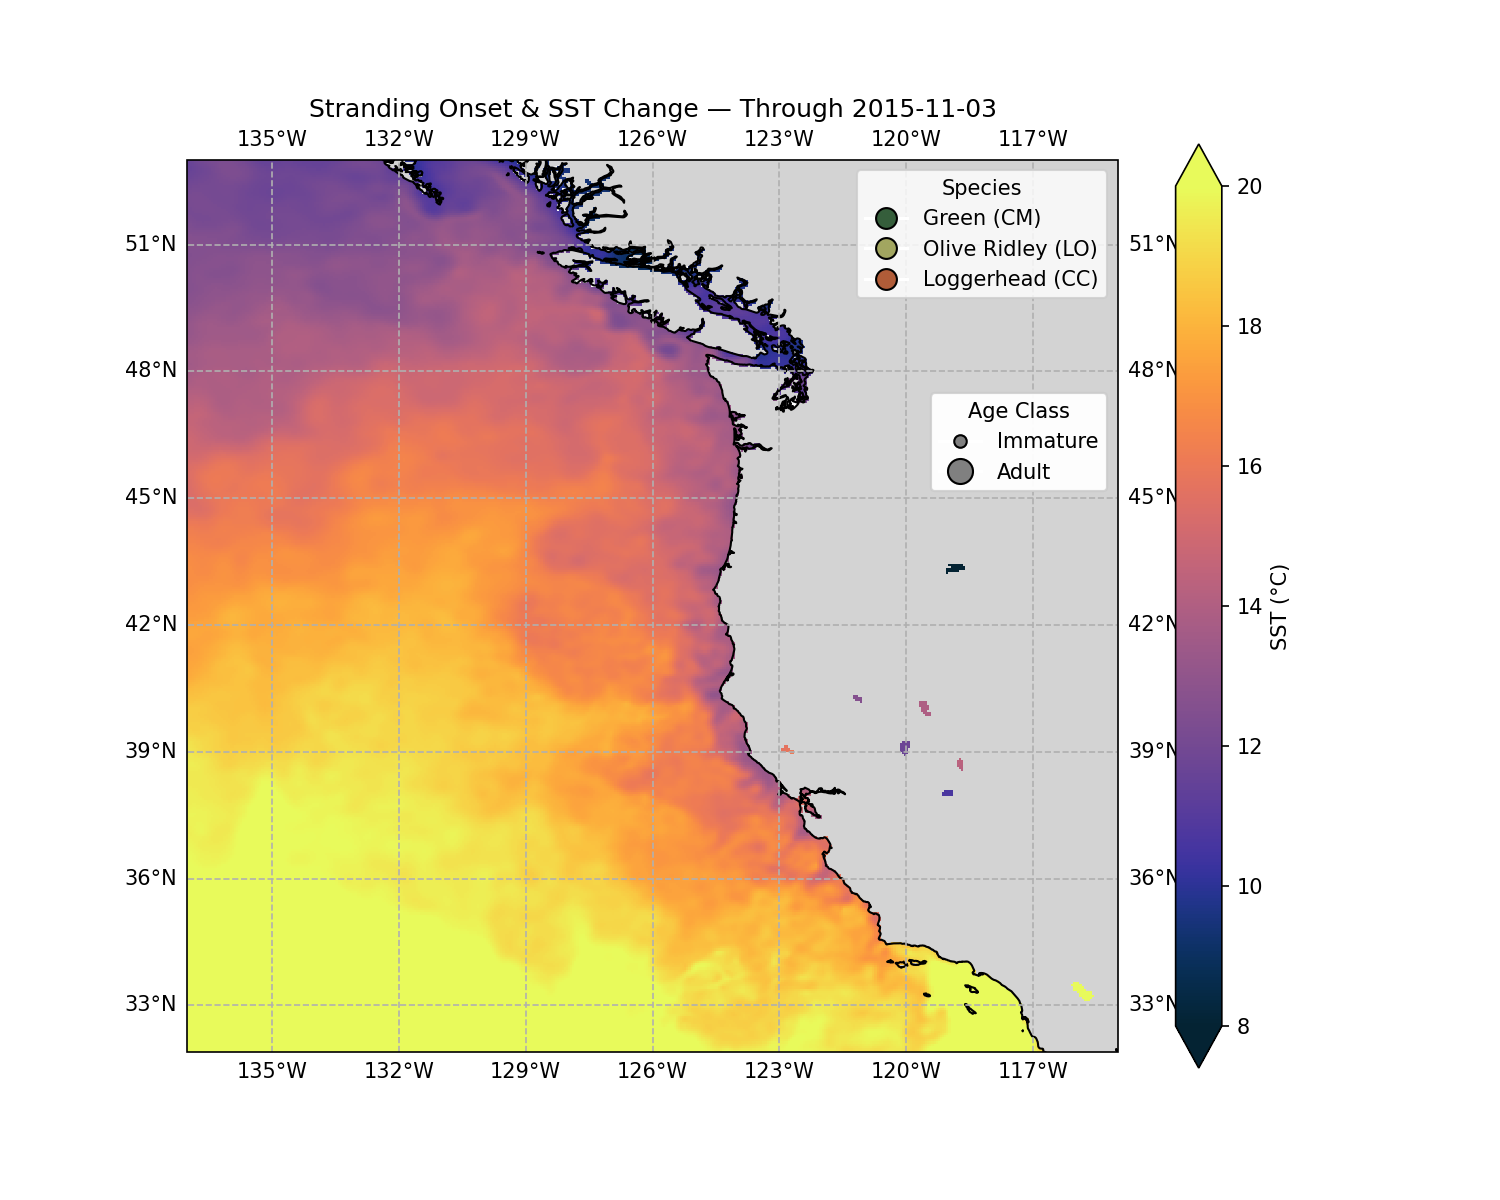 Stranding Onset & SST Change — Through 2015-11-03
135°W 132°W 129°W 126°W 123°W 120°W 117°W
Species
Green (CM)
Olive Ridley (LO)
Loggerhead (CC)
Age Class
Immature
Adult
51°N 51°N
48°N 48°N
45°N 45°N
42°N 42°N
39°N 39°N
36°N 36°N
33°N 33°N
135°W 132°W 129°W 126°W 123°W 120°W 117°W
20
18
16
14
12
10
8
SST (°C)